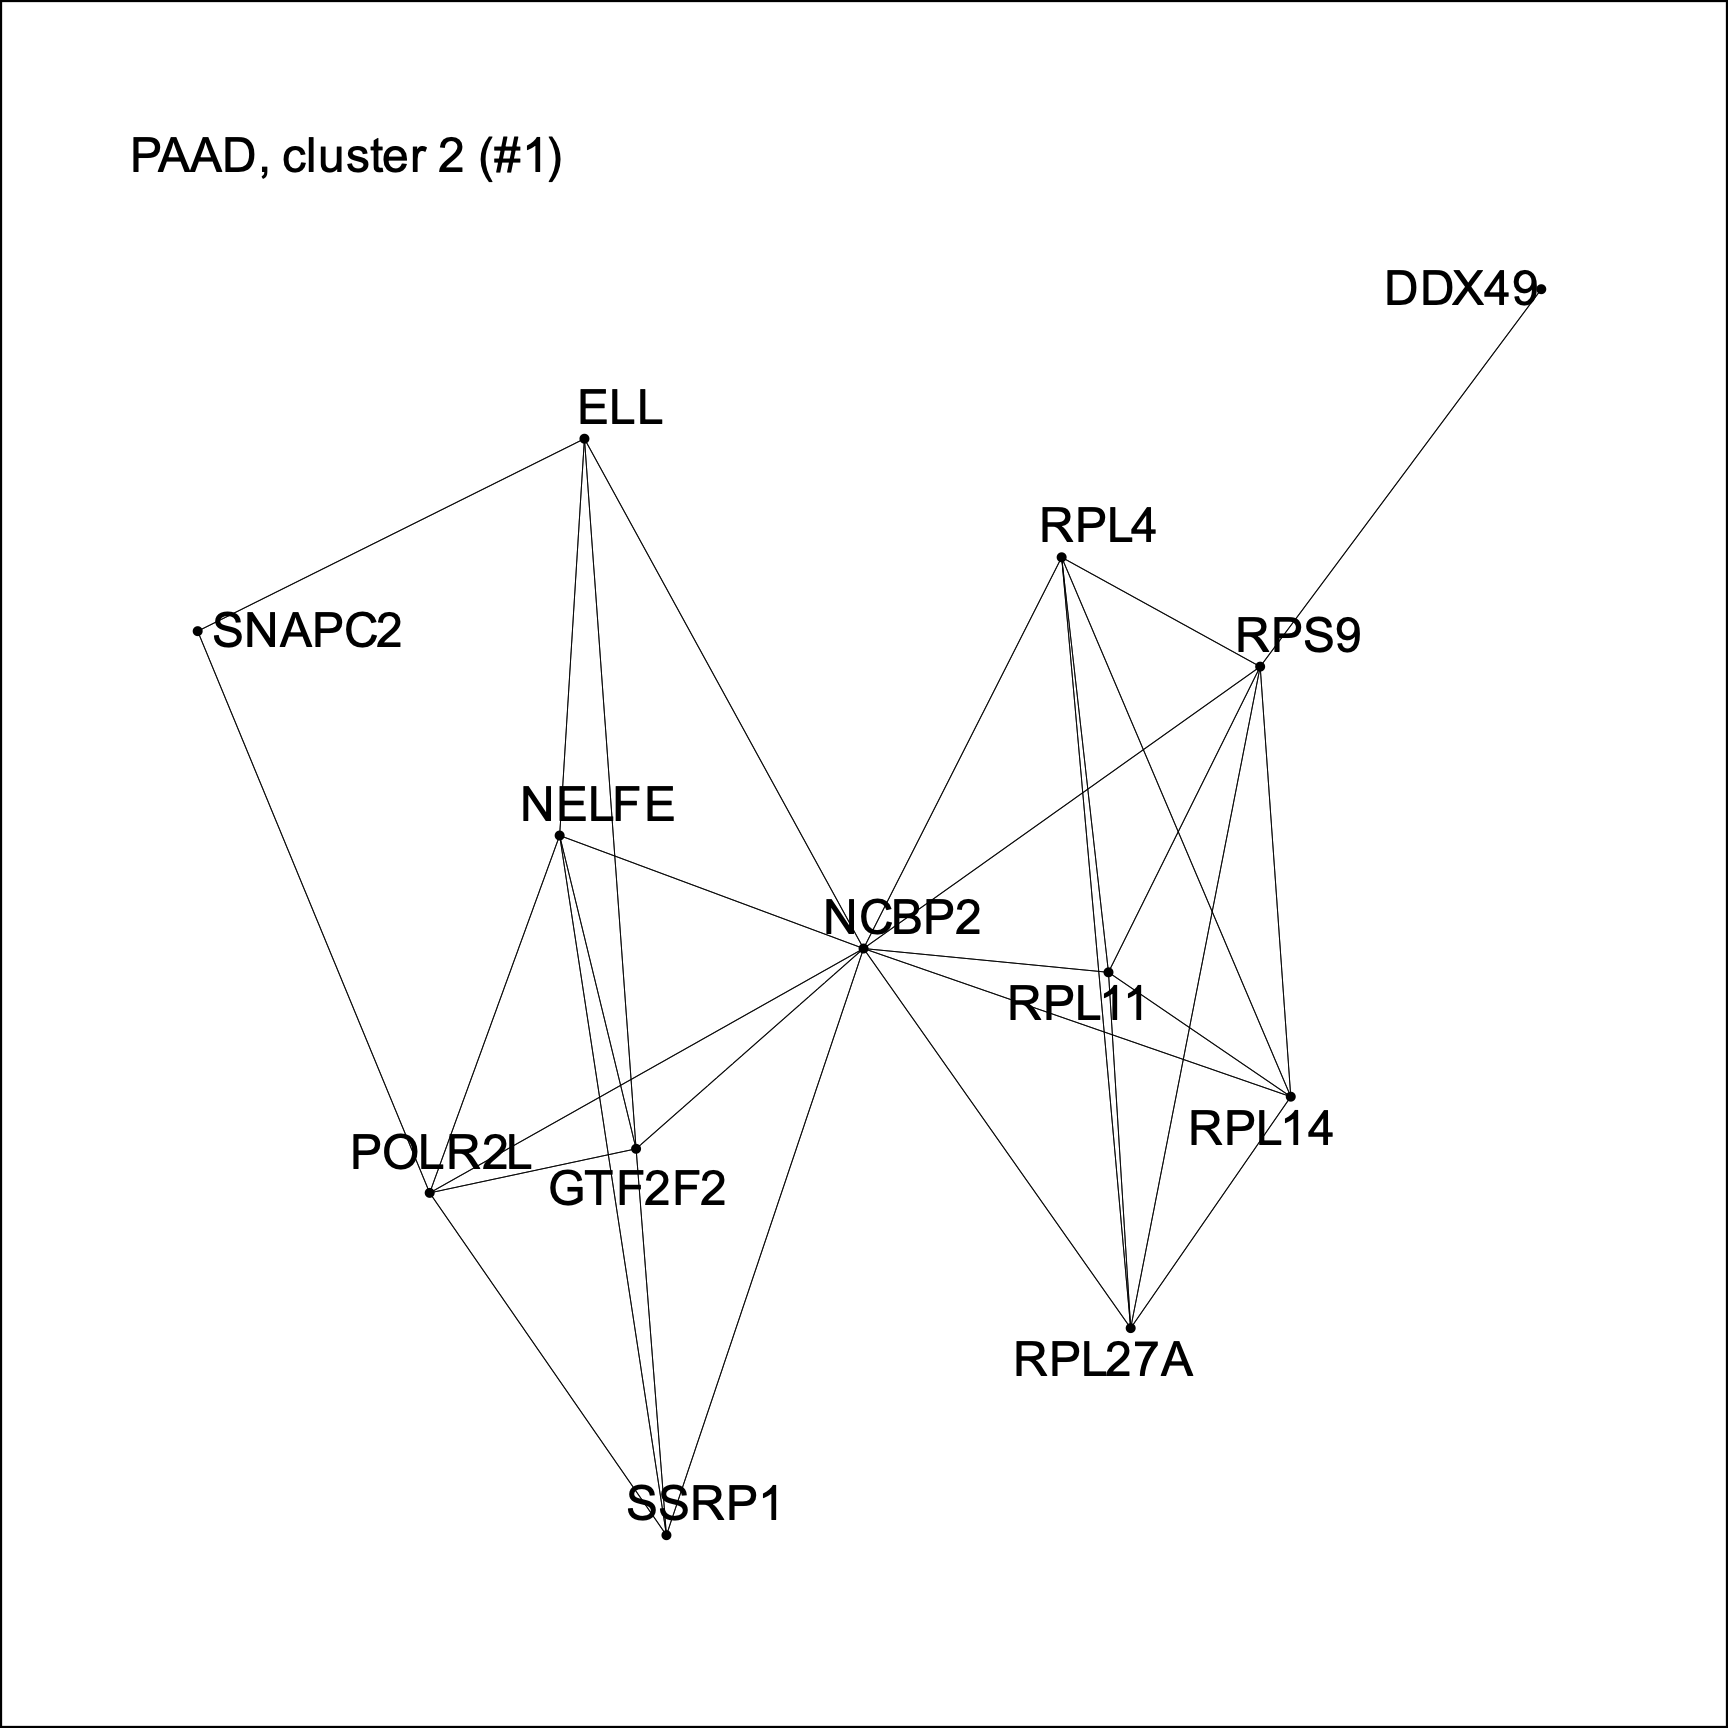 PAAD, cluster 2 (#1)
DDX49
ELL
RPL4
SNAPC2
RPS9
NELFE
NCBP2
RPL11
RPL14
POLR2L
GTF2F2
RPL27A
SSRP1